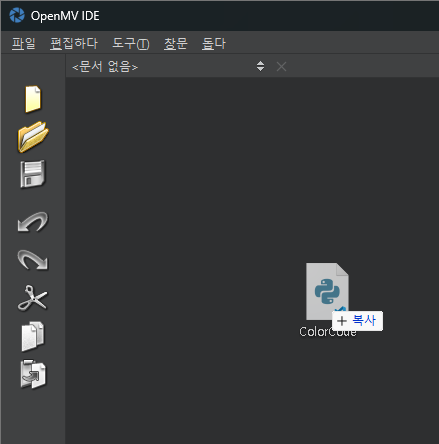 OpenMV IDE
파일 편집하다 도구(T) 창문 돕다
<문서 없음>
+ 복사
ColorCode